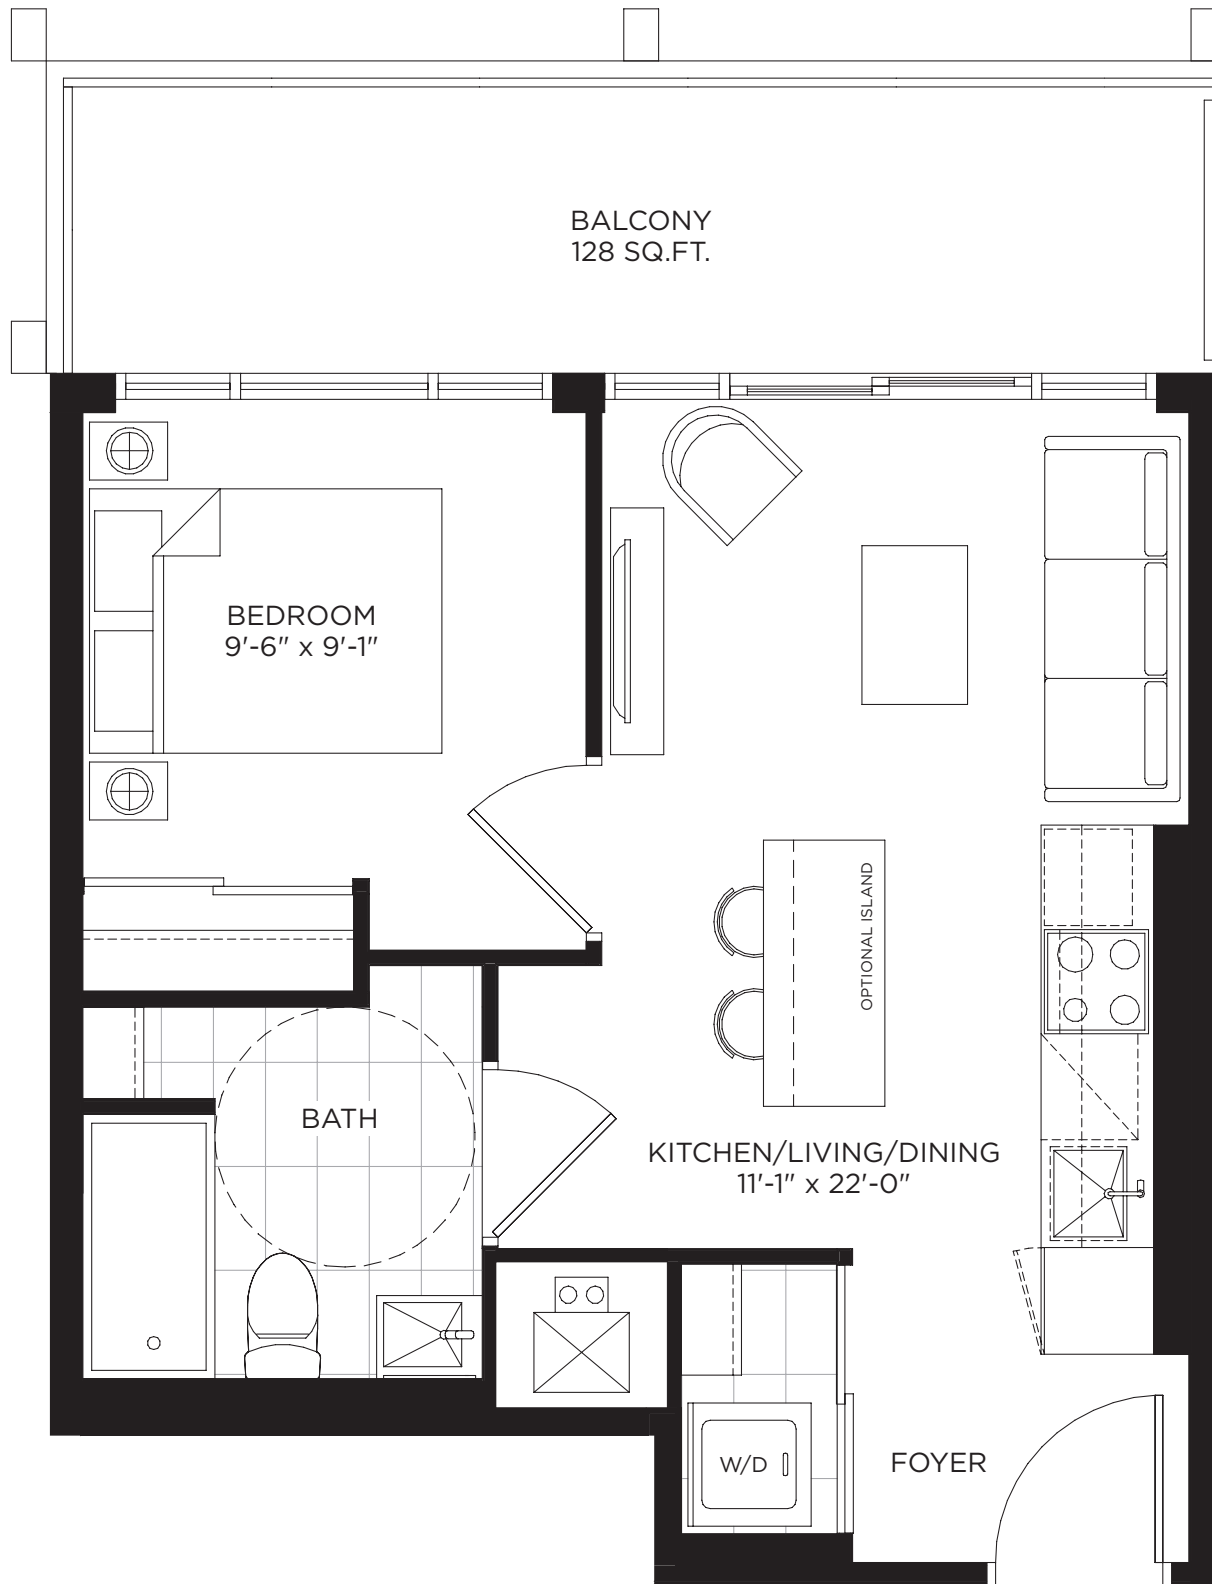 BALCONY
128 SQ.FT.
BEDROOM
9'-6" x 9'-1"
OPTIONAL ISLAND
BATH
KITCHEN/LIVING/DINING
11'-1" x 22'-0"
W/D
FOYER